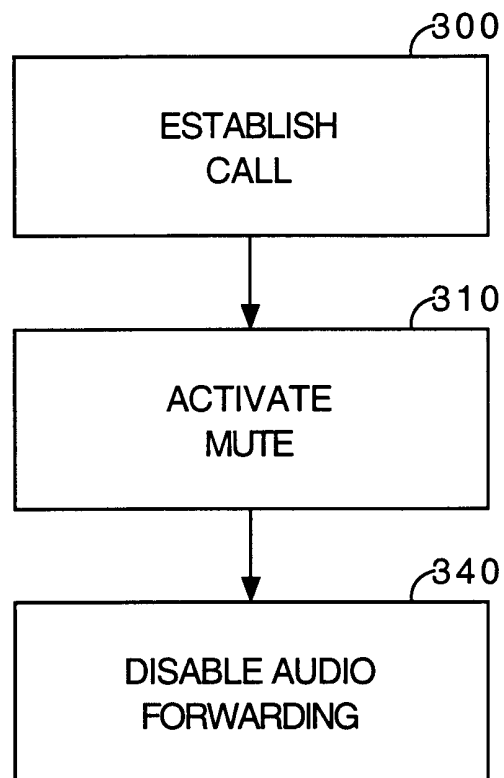 300
ESTABLISH
CALL
310
ACTIVATE
MUTE
340
DISABLE AUDIO
FORWARDING